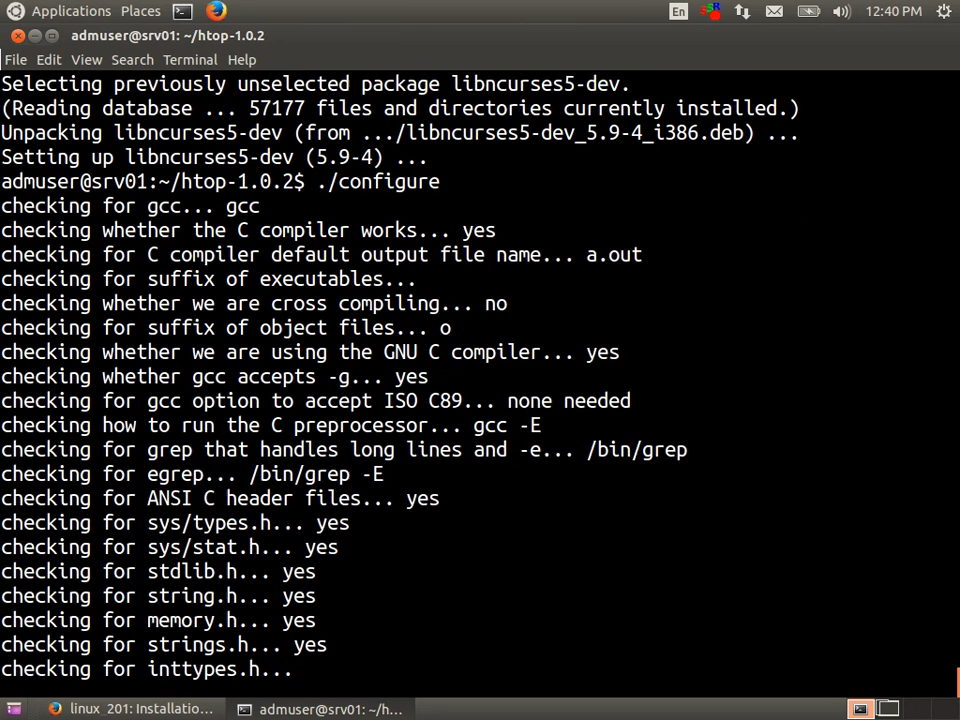 Applications Places En 12:40 PM
admuser@srv01: ~/htop-1.0.2
File Edit View Search Terminal Help
Selecting previously unselected package libncurses5-dev.
(Reading database ... 57177 files and directories currently installed.)
Unpacking libncurses5-dev (from .../libncurses5-dev_5.9-4_i386.deb) ...
Setting up libncurses5-dev (5.9-4) ...
admuser@srv01:~/htop-1.0.2$ ./configure
checking for gcc... gcc
checking whether the C compiler works... yes
checking for C compiler default output file name... a.out
checking for suffix of executables...
checking whether we are cross compiling... no
checking for suffix of object files... o
checking whether we are using the GNU C compiler... yes
checking whether gcc accepts -g... yes
checking for gcc option to accept ISO C89... none needed
checking how to run the C preprocessor... gcc -E
checking for grep that handles long lines and -e... /bin/grep
checking for egrep... /bin/grep -E
checking for ANSI C header files... yes
checking for sys/types.h... yes
checking for sys/stat.h... yes
checking for stdlib.h... yes
checking for string.h... yes
checking for memory.h... yes
checking for strings.h... yes
checking for inttypes.h...
linux_201: Installatio... admuser@srv01: ~/h...